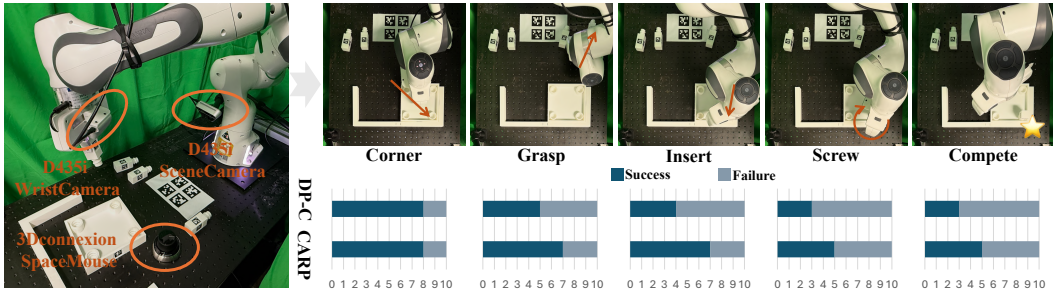 D435i
WristCamera
D435i
SceneCamera
3Dconnexion
SpaceMouse
Corner
Grasp
Insert
Screw
Compete
Success
Failure
DP-C
CARP
0 1 2 3 4 5 6 7 8 9 10
0 1 2 3 4 5 6 7 8 9 10
0 1 2 3 4 5 6 7 8 9 10
0 1 2 3 4 5 6 7 8 9 10
0 1 2 3 4 5 6 7 8 9 10